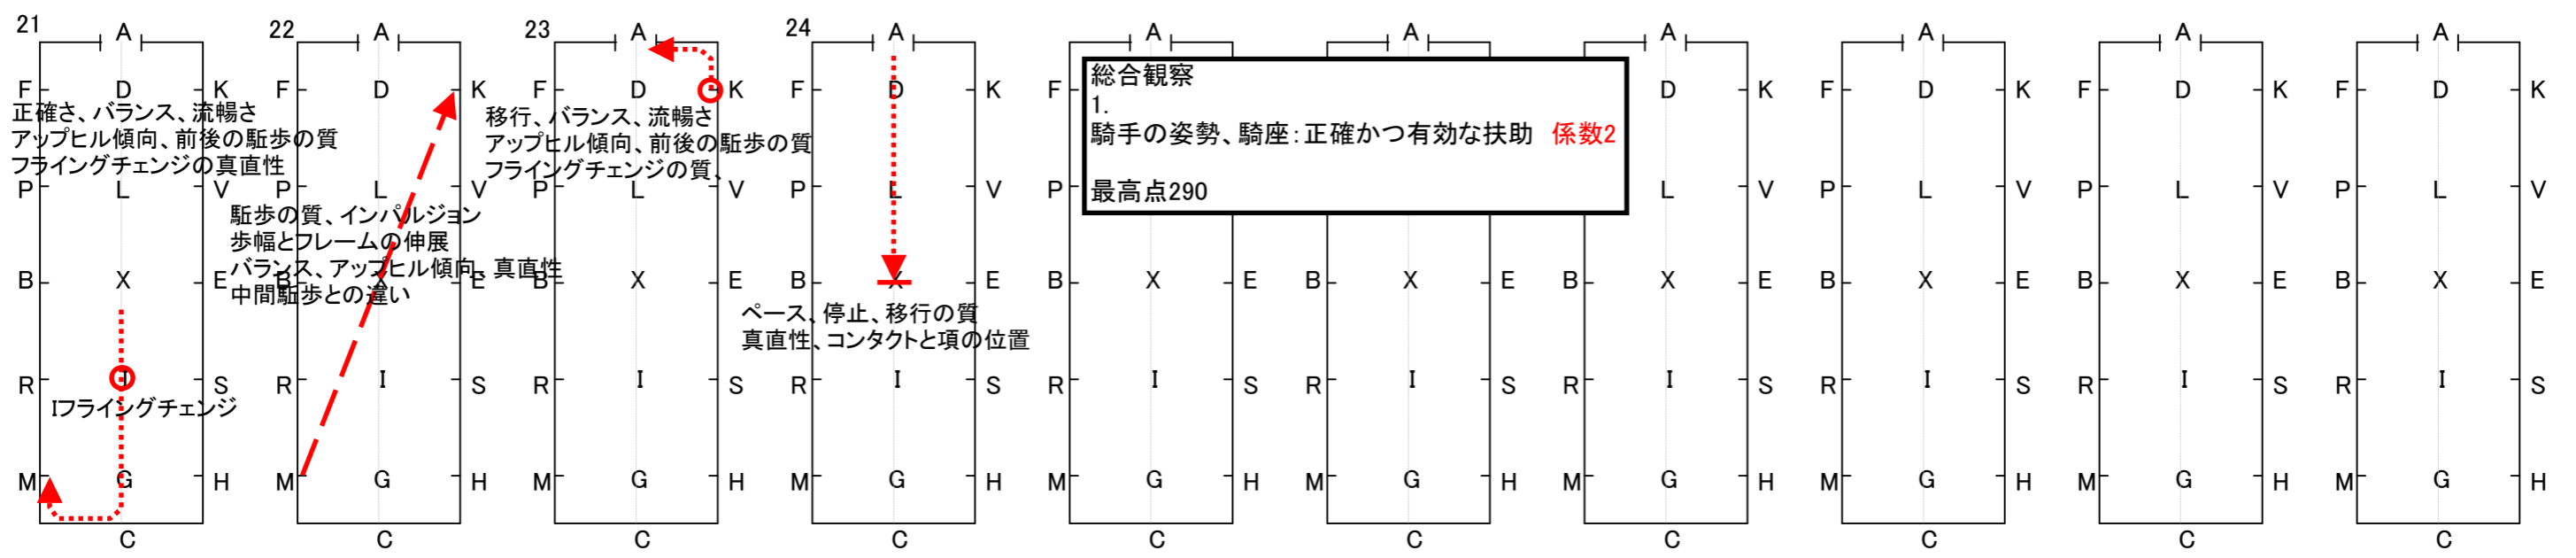 21
22
23
24
A
A
A
A
A
A
A
A
A
A
F D K
F D K
F D K
F D K
F
D K
F D K
F D K
F D K
正確さ、バランス、流暢さ
アップヒル傾向、前後の駈歩の質
フライングチェンジの真直性
移行、バランス、流暢さ
アップヒル傾向、前後の駈歩の質
フライングチェンジの質、
総合観察
1.
騎手の姿勢、騎座：正確かつ有効な扶助 係数2
最高点290
P L V
P L V
P L V
P L V
P
L V
P L V
P L V
P L V
駈歩の質、インパルジョン
歩幅とフレームの伸展
バランス、アップヒル傾向、真直性
中間駈歩との違い
B X E
B X E
B X E
B X E
B X E
B X E
B X E
B X E
B X E
B X E
ペース、停止、移行の質
真直性、コンタクトと項の位置
R I S
R I S
R I S
R I S
R I S
R I S
R I S
R I S
R I S
R I S
Iフライングチェンジ
M G H
M G H
M G H
M G H
M G H
M G H
M G H
M G H
M G H
M G H
C
C
C
C
C
C
C
C
C
C